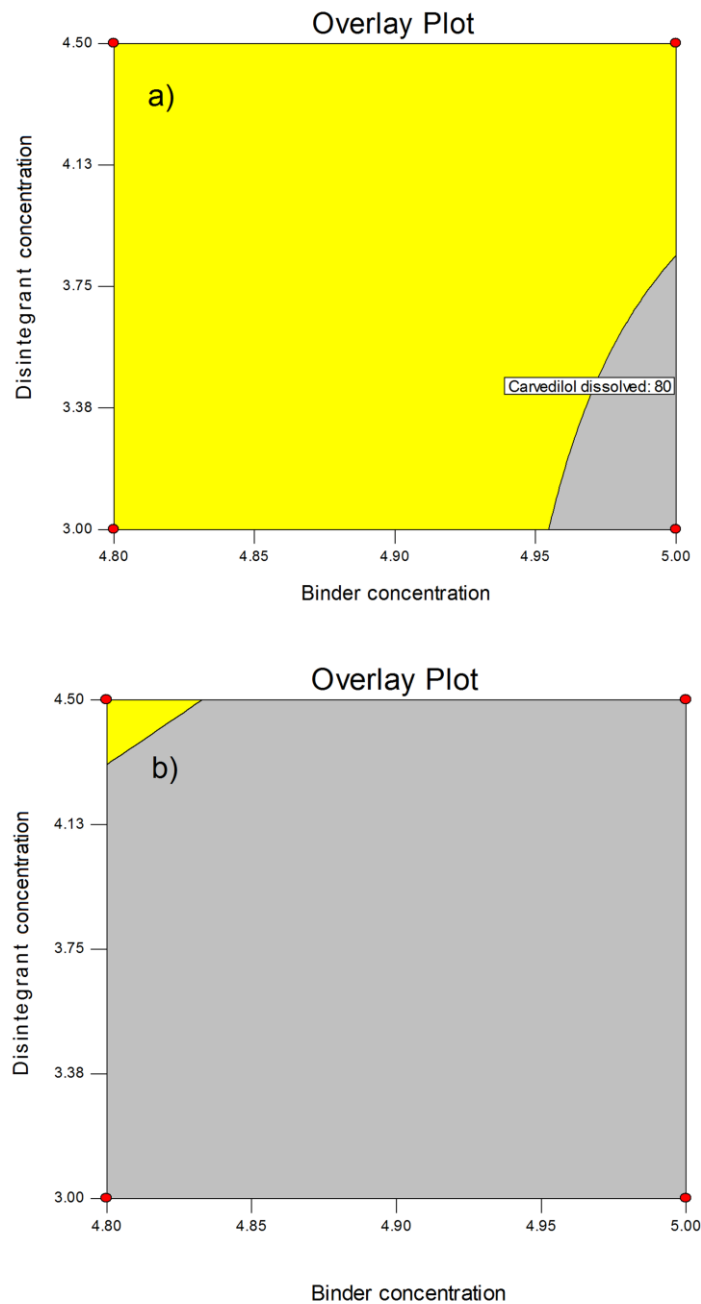 Overlay Plot
4.50
a)
4.13
Disintegrant concentration
3.75
Carvedilol dissolved: 80
3.38
3.00
4.80 4.85 4.90 4.95 5.00
Binder concentration
Overlay Plot
4.50
b)
4.13
Disintegrant concentration
3.75
3.38
3.00
4.80 4.85 4.90 4.95 5.00
Binder concentration